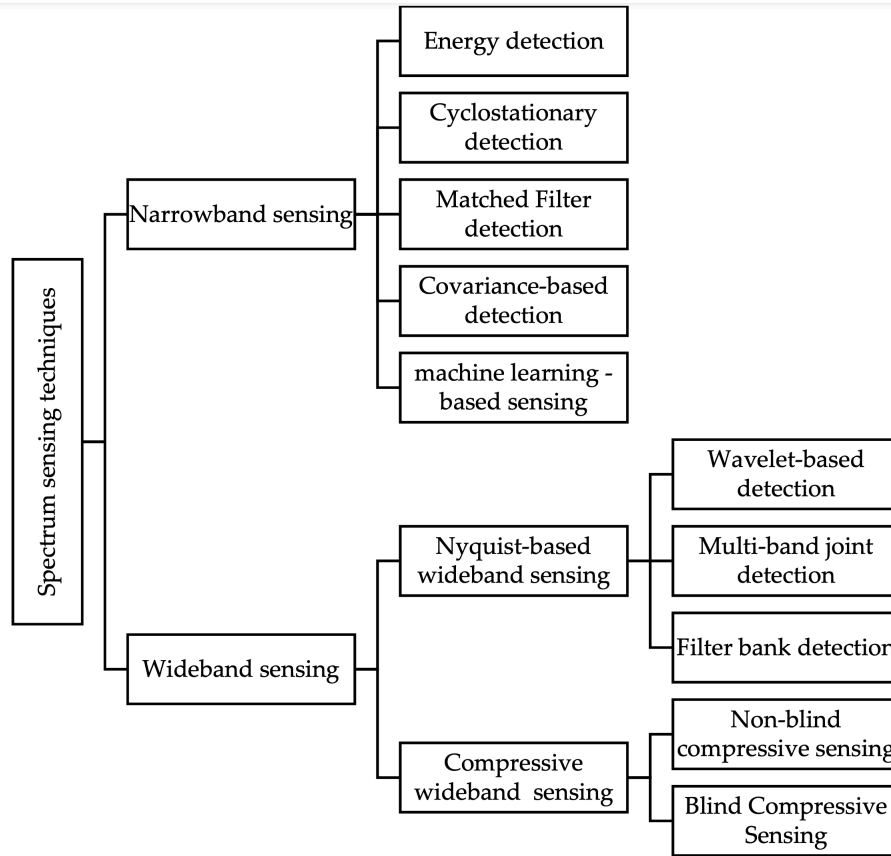 Energy detection
Cyclostationary
detection
Narrowband sensing
Matched Filter
detection
Covariance-based
detection
machine learning -
based sensing
Spectrum sensing techniques
Wavelet-based
detection
Nyquist-based
wideband sensing
Multi-band joint
detection
Filter bank detection
Wideband sensing
Non-blind
compressive sensing
Compressive
wideband  sensing
Blind Compressive
Sensing